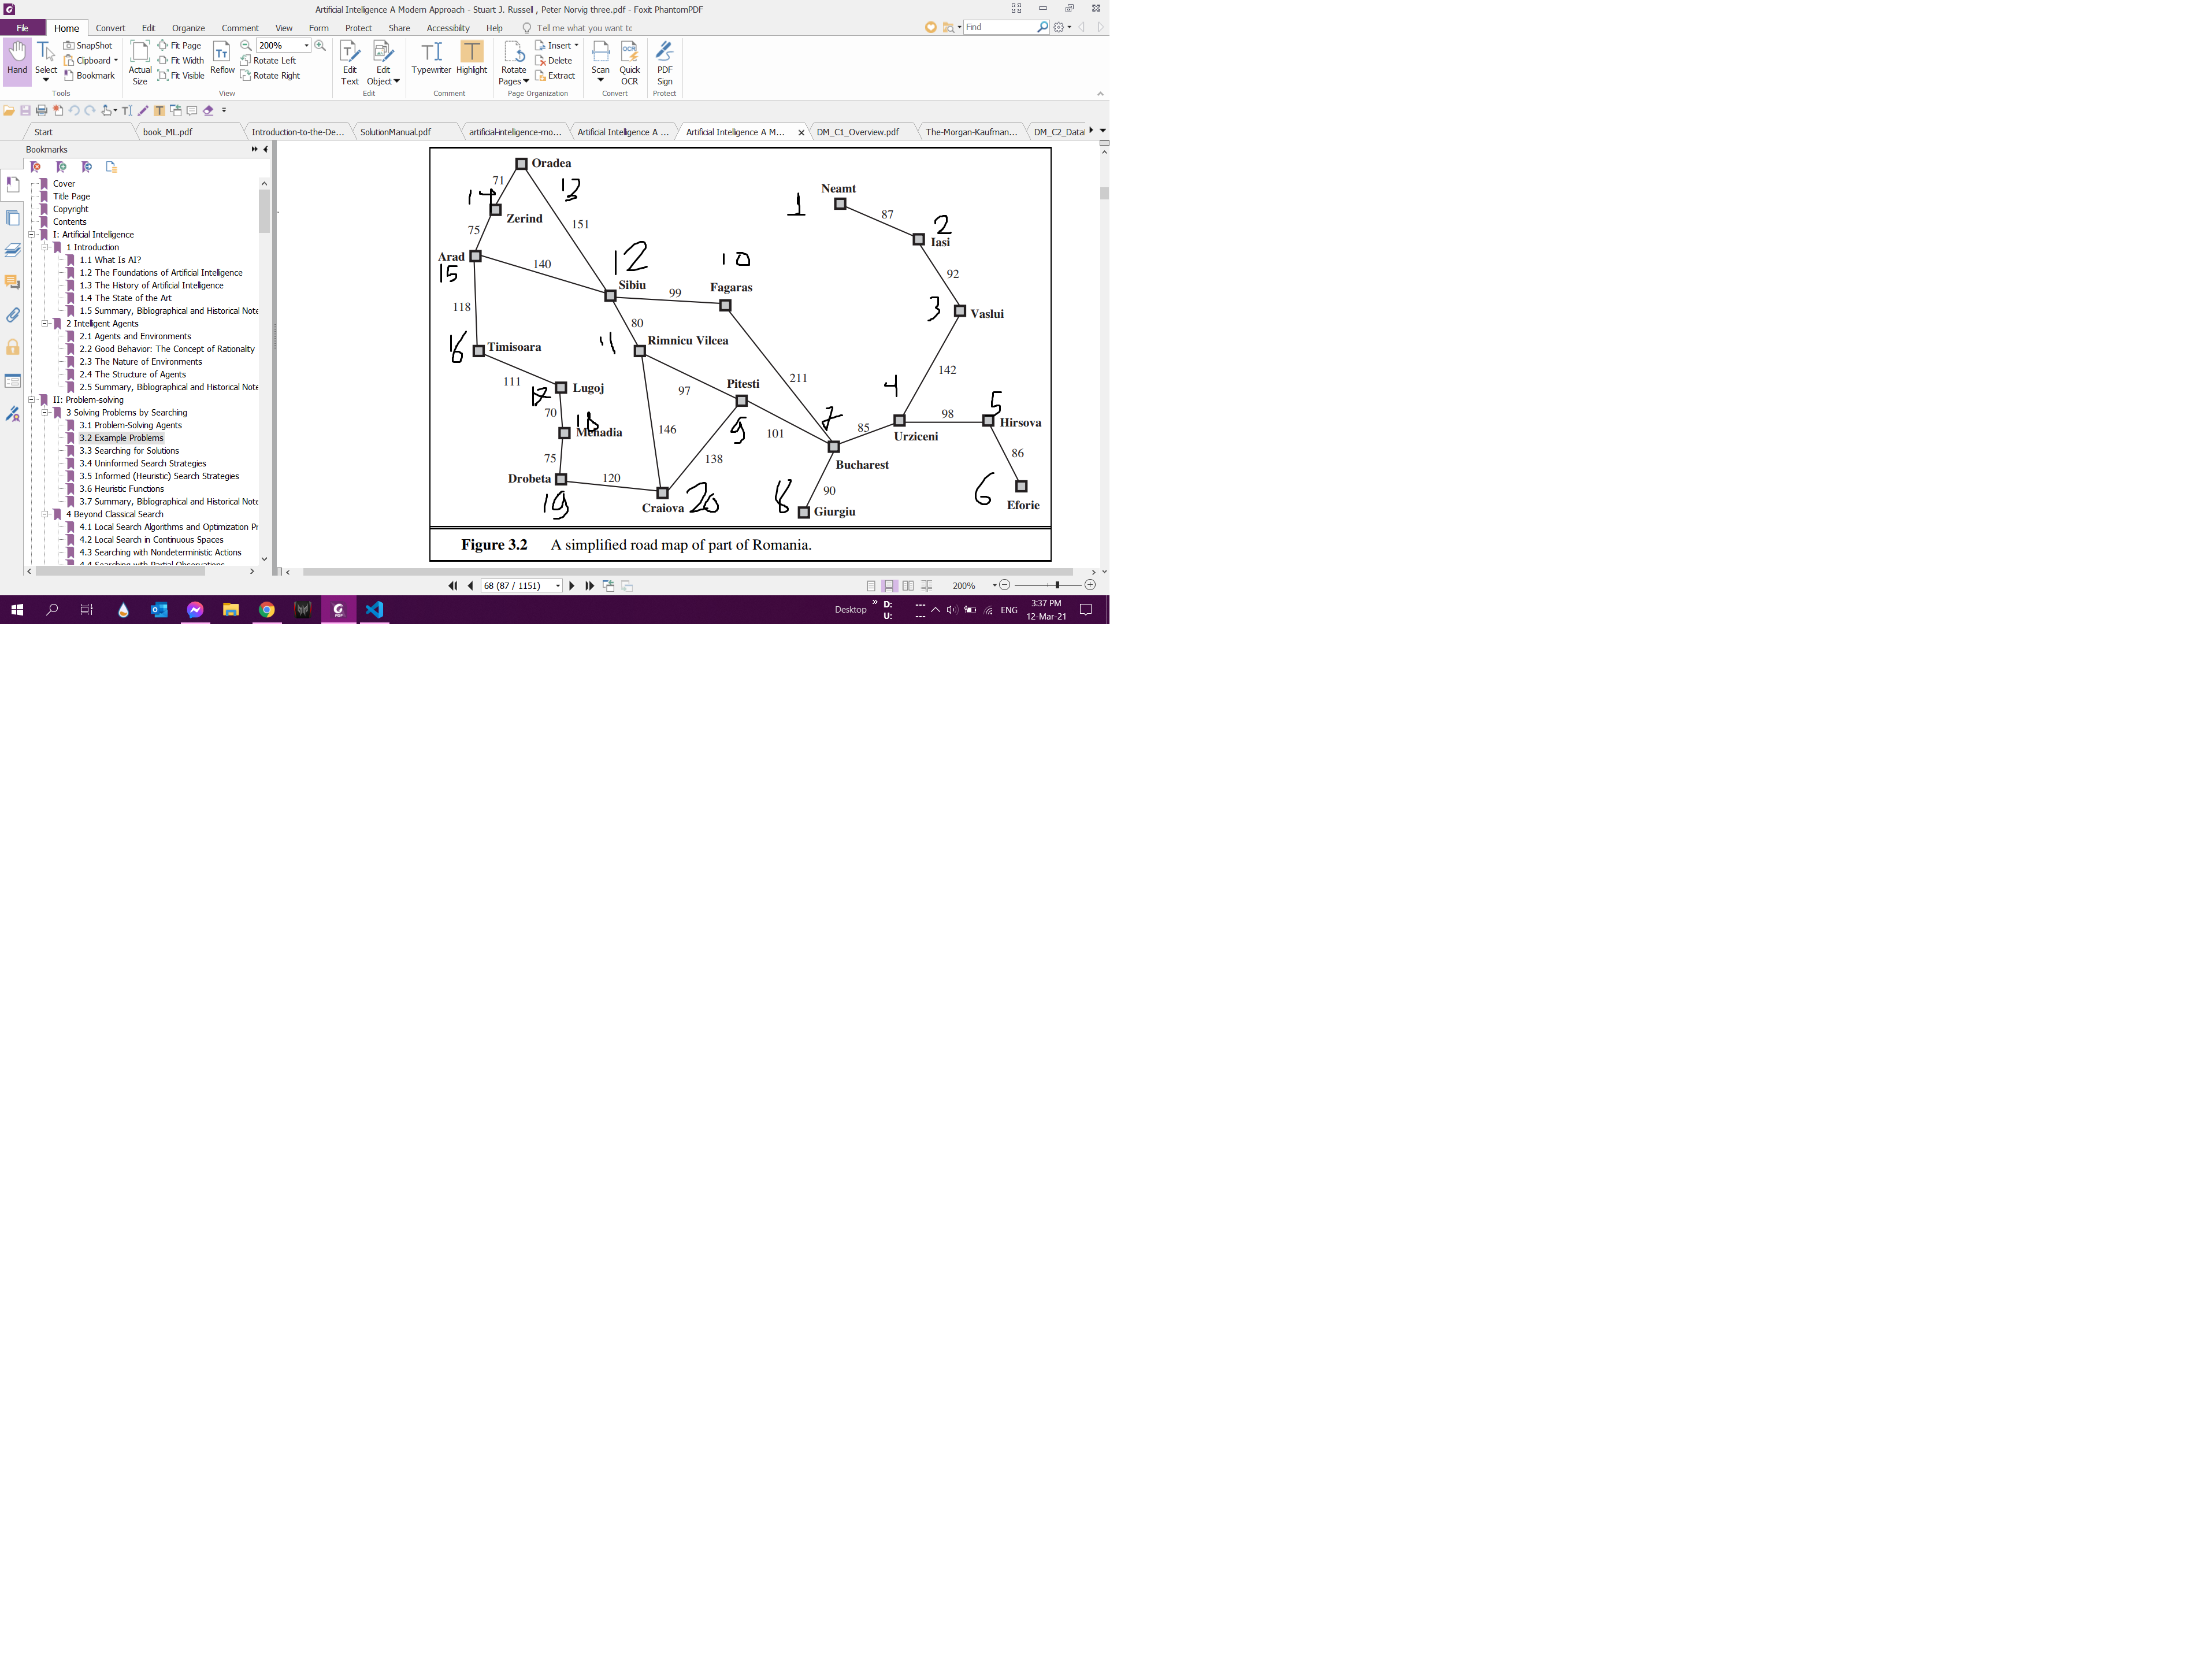 Artificial Intelligence A Modern Approach - Stuart J. Russell , Peter Norvig three.pdf - Foxit PhantomPDF
File Home Convert Edit Organize Comment View Form Protect Share Accessibility Help Tell me what you want tc Find
Hand
Select
SnapShot
Clipboard
Bookmark
Tools
Actual Size
Fit Page
Fit Width
Fit Visible
Reflow
200%
Rotate Left
Rotate Right
View
Edit Text
Edit Object
Edit
Typewriter
Highlight
Comment
Rotate Pages
Insert
Delete
Extract
Page Organization
Scan
Quick OCR
Convert
PDF Sign
Protect
Start
book_ML.pdf
Introduction-to-the-De...
SolutionManual.pdf
artificial-intelligence-mo...
Artificial Intelligence A ...
Artificial Intelligence A M...
DM_C1_Overview.pdf
The-Morgan-Kaufman...
DM_C2_Datal
Bookmarks
Cover
Title Page
Copyright
Contents
I: Artificial Intelligence
1 Introduction
1.1 What Is AI?
1.2 The Foundations of Artificial Intelligence
1.3 The History of Artificial Intelligence
1.4 The State of the Art
1.5 Summary, Bibliographical and Historical Note
2 Intelligent Agents
2.1 Agents and Environments
2.2 Good Behavior: The Concept of Rationality
2.3 The Nature of Environments
2.4 The Structure of Agents
2.5 Summary, Bibliographical and Historical Note
II: Problem-solving
3 Solving Problems by Searching
3.1 Problem-Solving Agents
3.2 Example Problems
3.3 Searching for Solutions
3.4 Uninformed Search Strategies
3.5 Informed (Heuristic) Search Strategies
3.6 Heuristic Functions
3.7 Summary, Bibliographical and Historical Note
4 Beyond Classical Search
4.1 Local Search Algorithms and Optimization Pr
4.2 Local Search in Continuous Spaces
4.3 Searching with Nondeterministic Actions
4.4 Searching with Partial Observations
Oradea
71
13
14
Zerind
151
75
Arad
15
140
12
Sibiu
10
Fagaras
99
118
80
16
Timisoara
11
Rimnicu Vilcea
111
Lugoj
17
97
Pitesti
211
70
18
Mehadia
146
9
101
75
138
Drobeta
120
19
Craiova
20
Neamt
1
87
2
Iasi
92
3
Vaslui
142
4
5
98
Hirsova
7
85
Urziceni
86
Bucharest
6
90
8
Giurgiu
Eforie
Figure 3.2 A simplified road map of part of Romania.
68 (87 / 1151)
200%
Desktop
D: ---
U: ---
ENG
3:37 PM
12-Mar-21